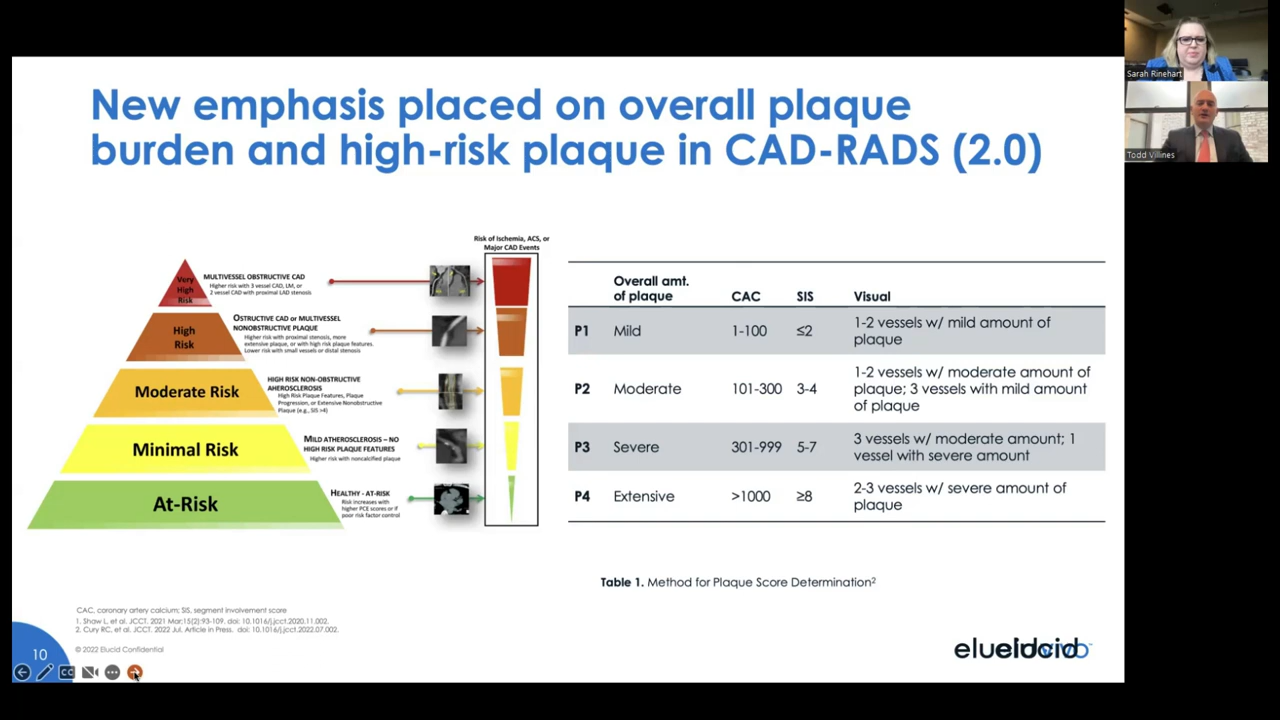 New emphasis placed on overall plaque
burden and high-risk plaque in CAD-RADS (2.0)
Sarah Rinehart
Todd Villines
Risk of Ischemia, ACS, or
Major CAD Events
Very
High
Risk
MULTIVESSEL OBSTRUCTIVE CAD
Higher risk with 3 vessel CAD, LM, or
2 vessel CAD with proximal LAD stenosis
High
Risk
OSTRUCTIVE CAD or MULTIVESSEL
NONOBSTRUCTIVE PLAQUE
Higher risk with proximal stenosis, more
extensive plaque, or with high risk plaque features.
Lower risk with small vessels or distal stenosis
Moderate Risk
HIGH RISK NON-OBSTRUCTIVE
AHEROSCLEROSIS
High Risk Plaque Features, Plaque
Progression, or Extensive Nonobstructive
Plaque (e.g., SIS >4)
Minimal Risk
MILD ATHEROSCLEROSIS – NO
HIGH RISK PLAQUE FEATURES
Higher risk with noncalcified plaque
At-Risk
HEALTHY - AT-RISK
Risk increases with
higher PCE scores or if
poor risk factor control
Overall amt.
of plaque
CAC
SIS
Visual
P1 Mild 1-100 ≤2 1-2 vessels w/ mild amount of
plaque
P2 Moderate 101-300 3-4 1-2 vessels w/ moderate amount of
plaque; 3 vessels with mild amount
of plaque
P3 Severe 301-999 5-7 3 vessels w/ moderate amount; 1
vessel with severe amount
P4 Extensive >1000 ≥8 2-3 vessels w/ severe amount of
plaque
Table 1. Method for Plaque Score Determination2
CAC, coronary artery calcium; SIS, segment involvement score
1. Shaw L, et al. JCCT. 2021 Mar;15(2):93-109. doi: 10.1016/j.jcct.2020.11.002.
2. Cury RC, et al. JCCT. 2022 Jul. Article in Press. doi: 10.1016/j.jcct.2022.07.002.
© 2022 Elucid Confidential
10
CC